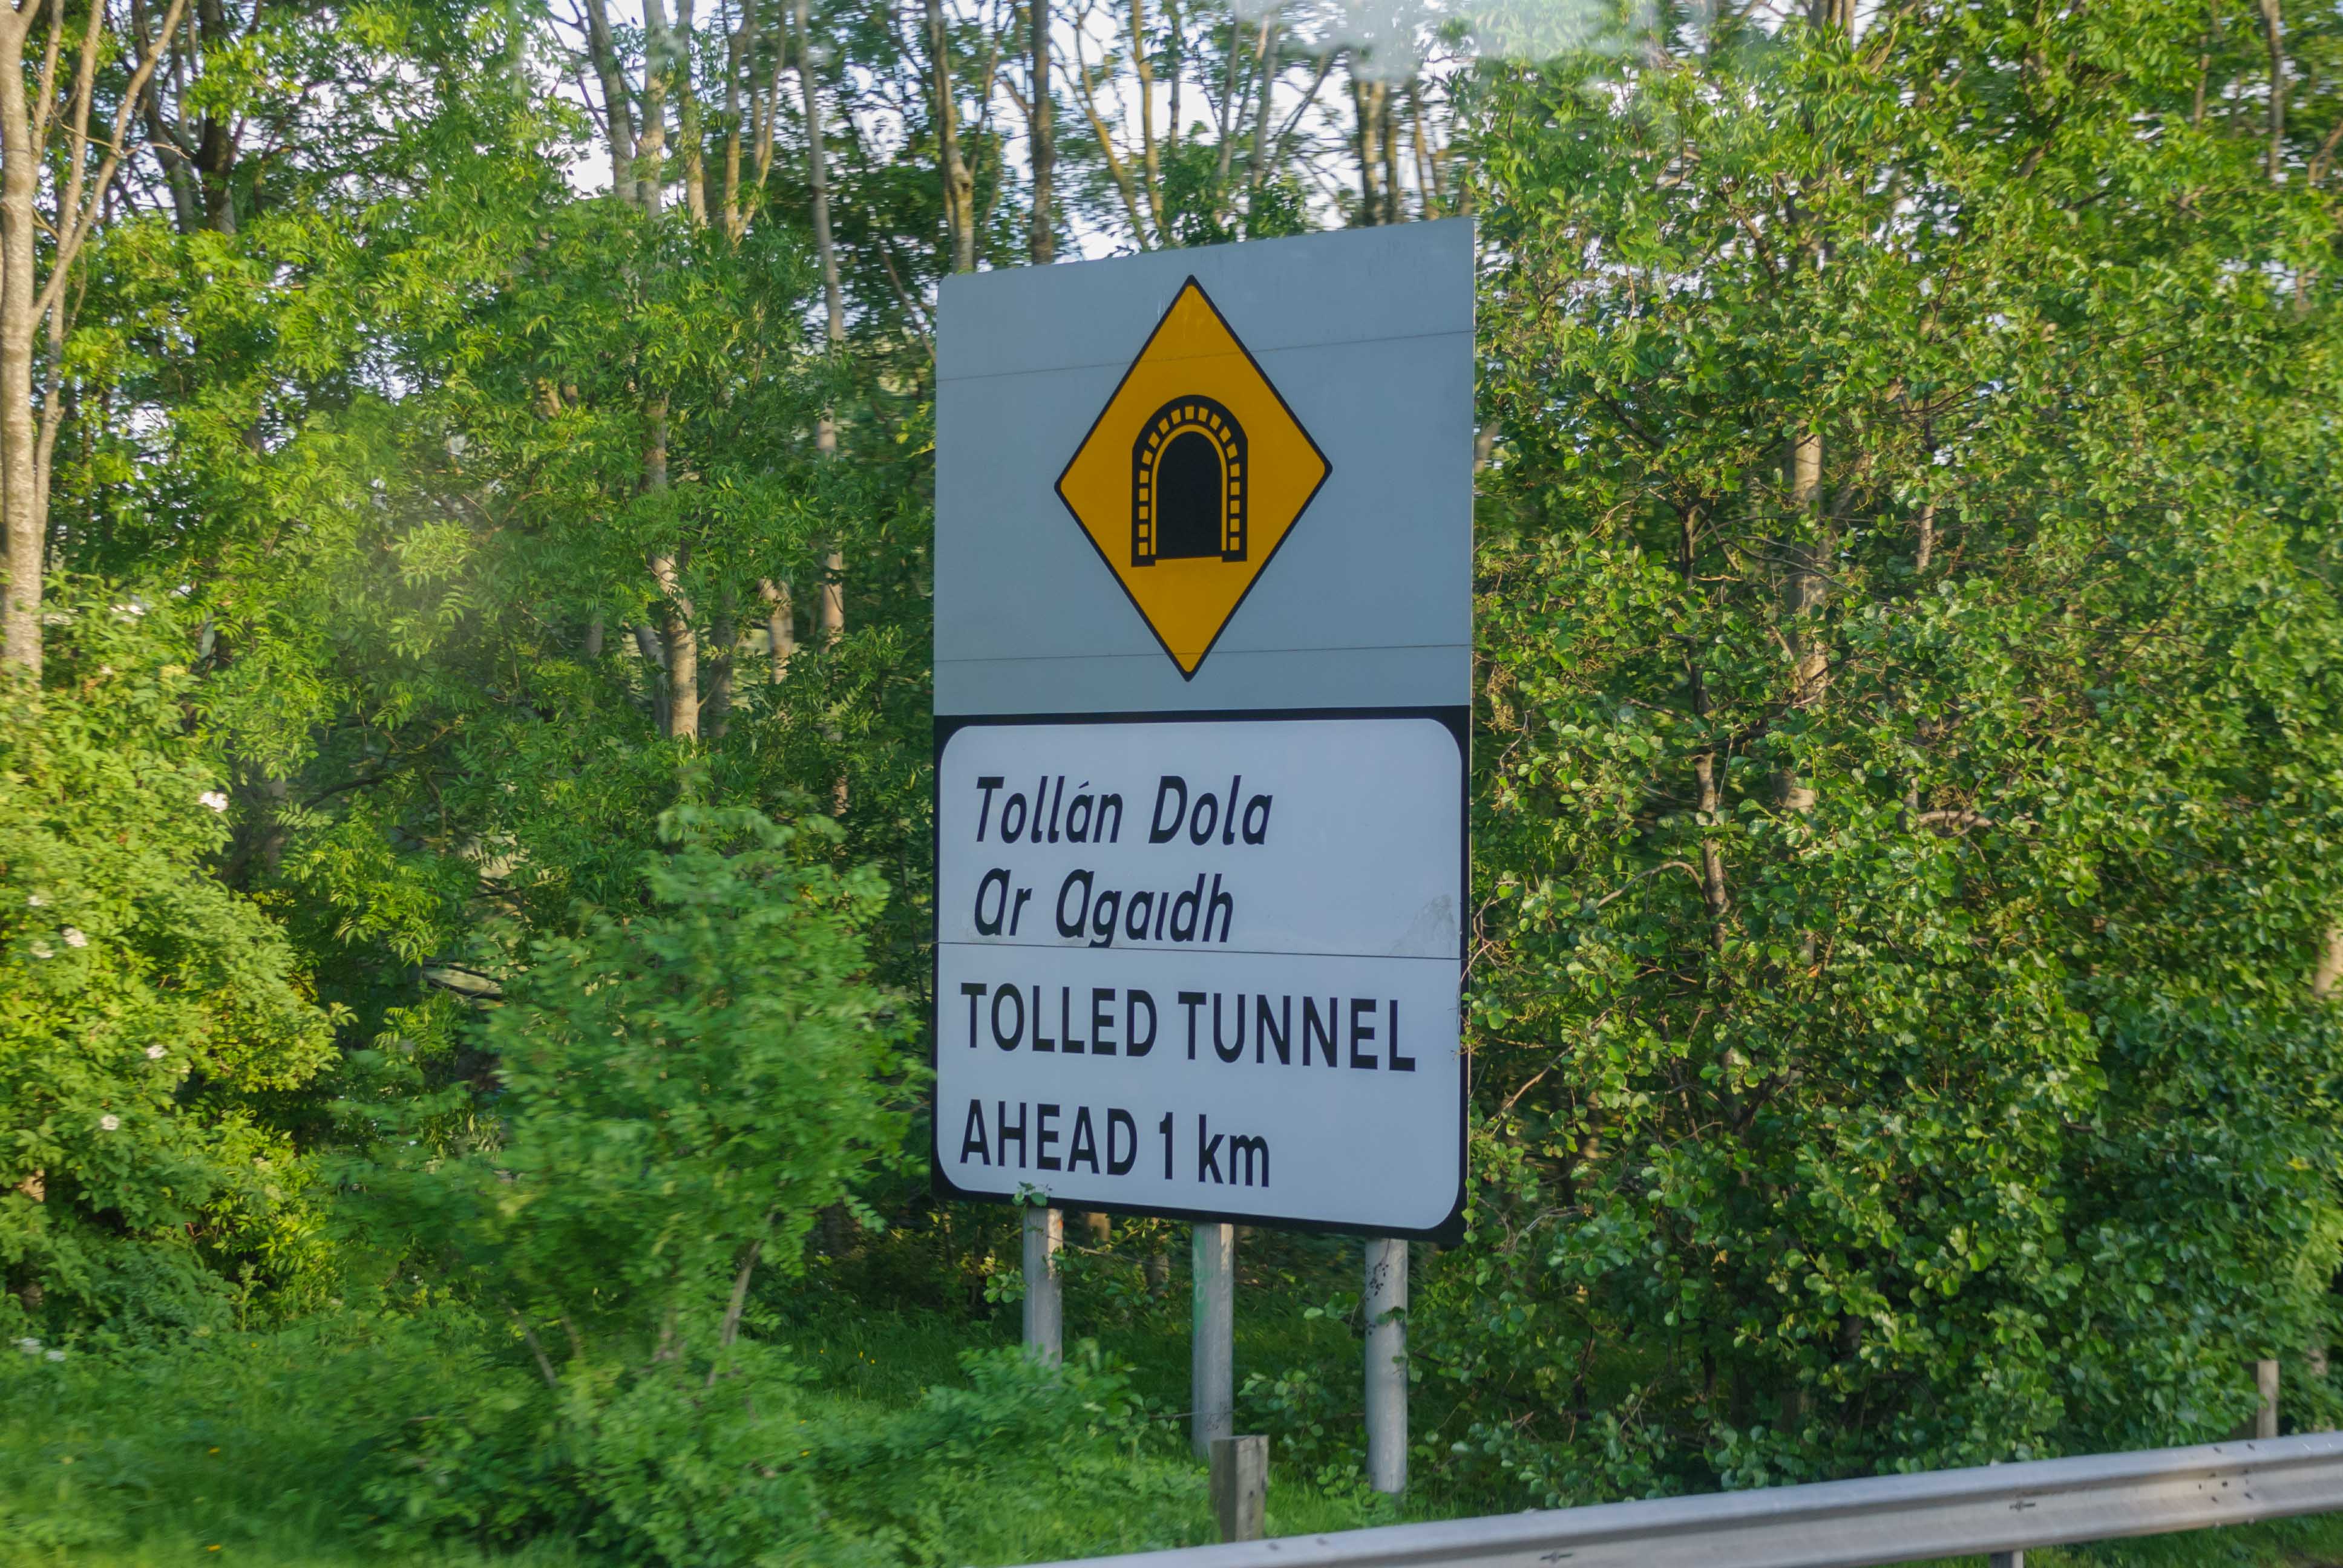 Tollán Dola
Ar Agaidh
TOLLED TUNNEL
AHEAD 1 km